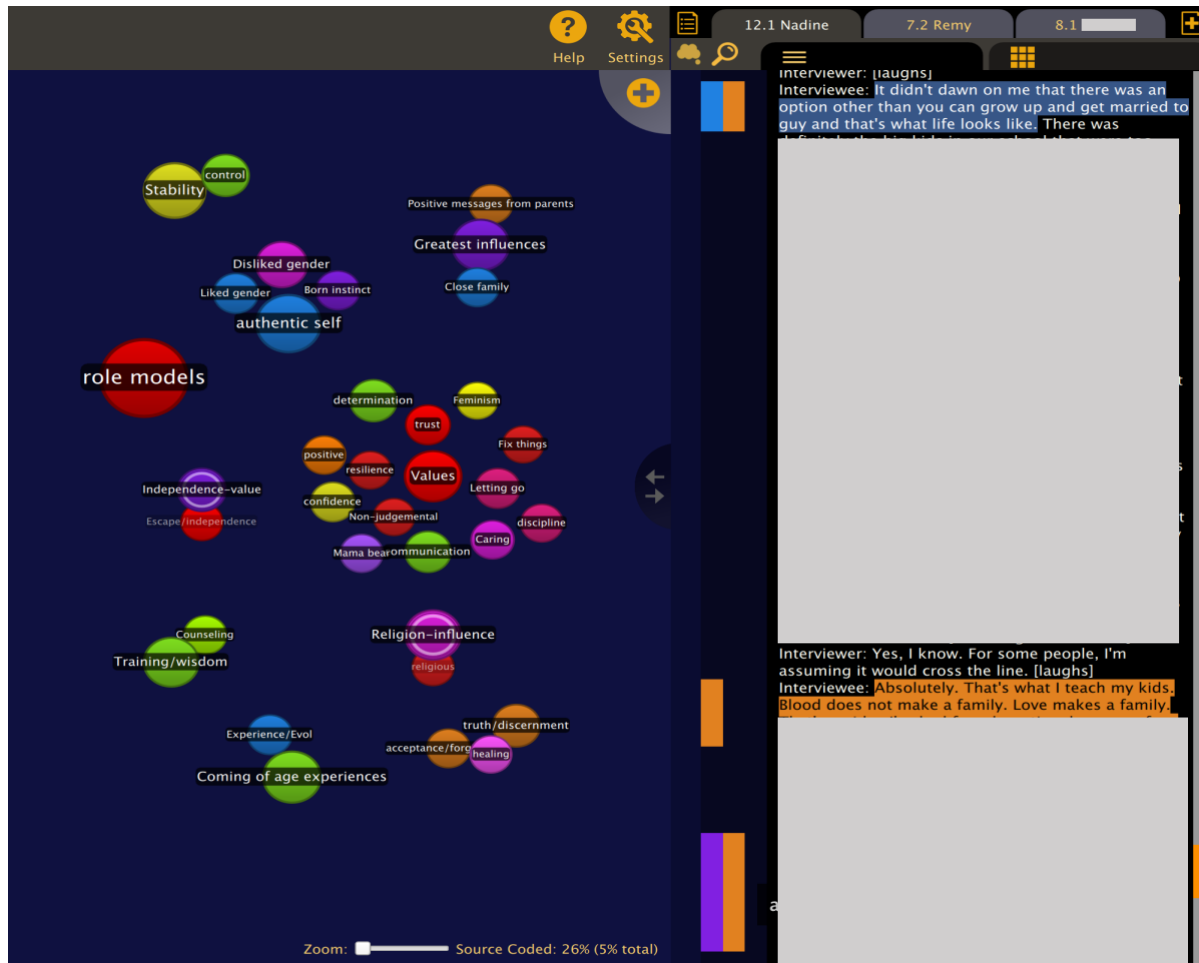 Help
Settings
12.1 Nadine
7.2 Remy
8.1
Stability
control
Positive messages from parents
Greatest influences
Close family
Disliked gender
Liked gender
Born instinct
authentic self
role models
determination
Feminism
trust
Fix things
positive
resilience
Values
Letting go
confidence
Non-judgemental
discipline
Caring
Mama bear
ommunication
Independence-value
Escape/independence
Counseling
Training/wisdom
Religion-influence
religious
Experience/Evol
Coming of age experiences
truth/discernment
acceptance/forg
healing
Zoom:
Source Coded: 26% (5% total)
Interviewer: [laughs]
Interviewee: It didn't dawn on me that there was an
option other than you can grow up and get married to
guy and that's what life looks like. There was
Interviewer: Yes, I know. For some people, I'm
assuming it would cross the line. [laughs]
Interviewee: Absolutely. That's what I teach my kids.
Blood does not make a family. Love makes a family.